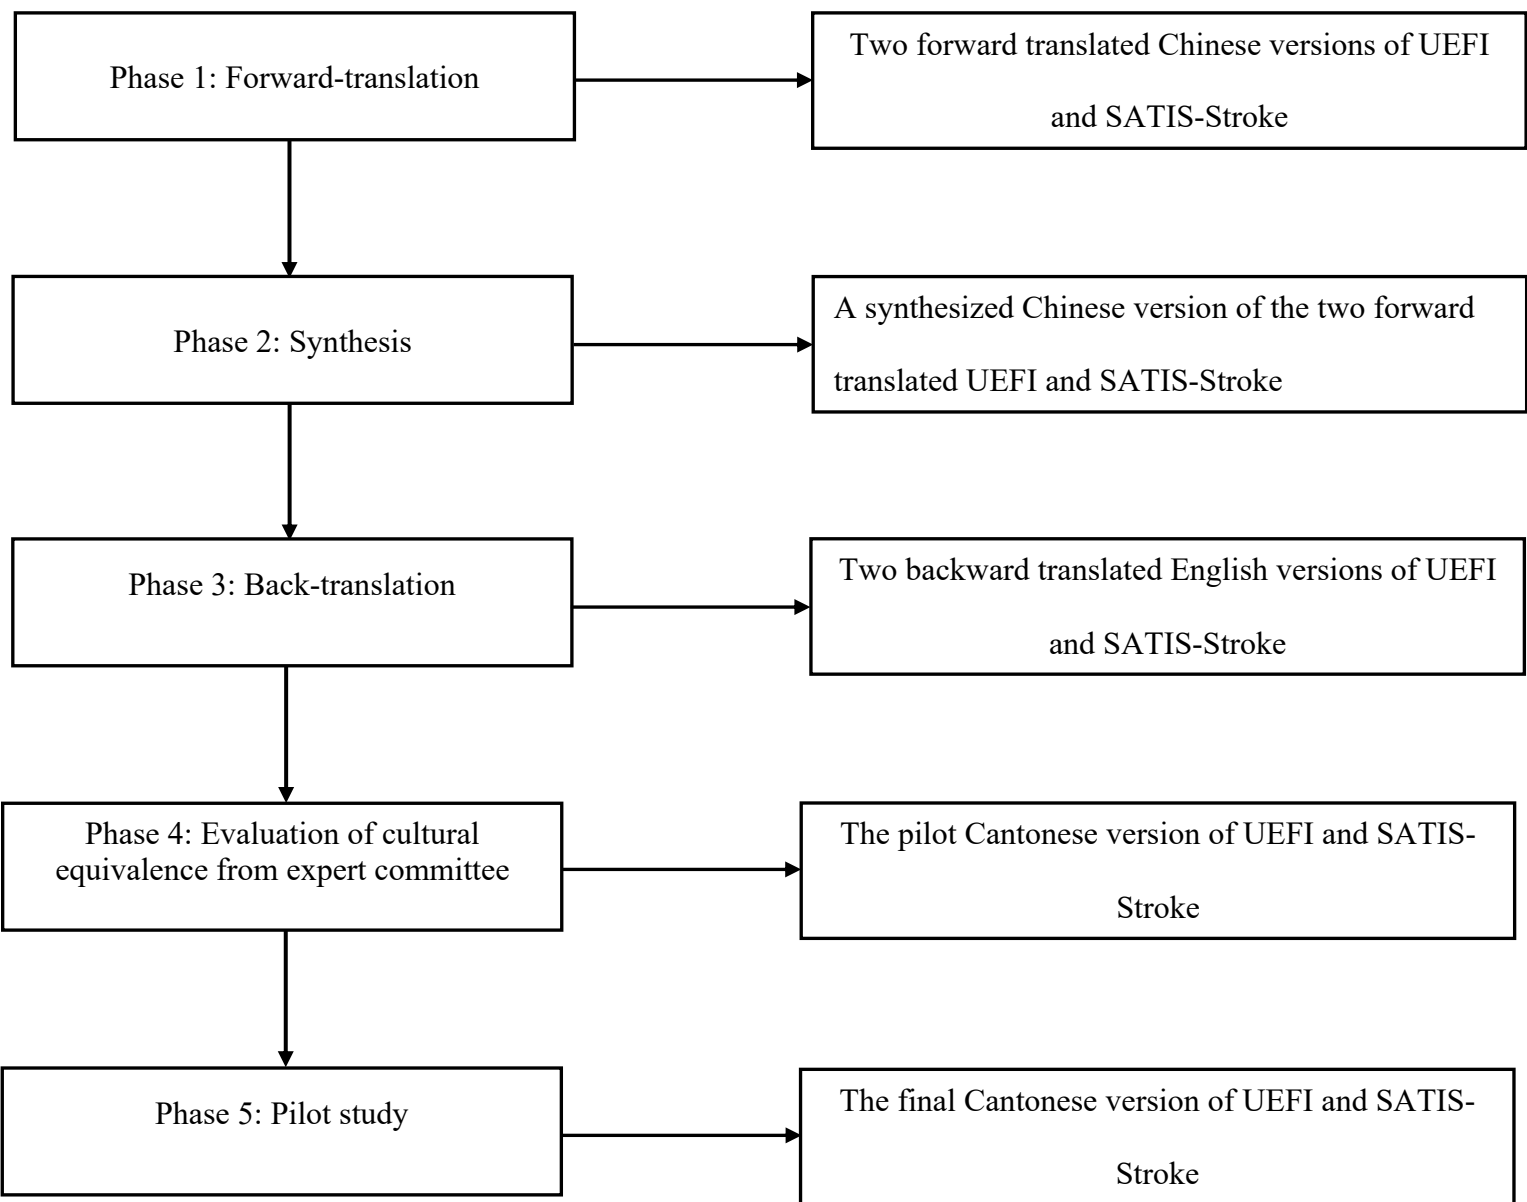 Phase 1: Forward-translation
Two forward translated Chinese versions of UEFI
and SATIS-Stroke
Phase 2: Synthesis
A synthesized Chinese version of the two forward
translated UEFI and SATIS-Stroke
Phase 3: Back-translation
Two backward translated English versions of UEFI
and SATIS-Stroke
Phase 4: Evaluation of cultural
equivalence from expert committee
The pilot Cantonese version of UEFI and SATIS-
Stroke
Phase 5: Pilot study
The final Cantonese version of UEFI and SATIS-
Stroke